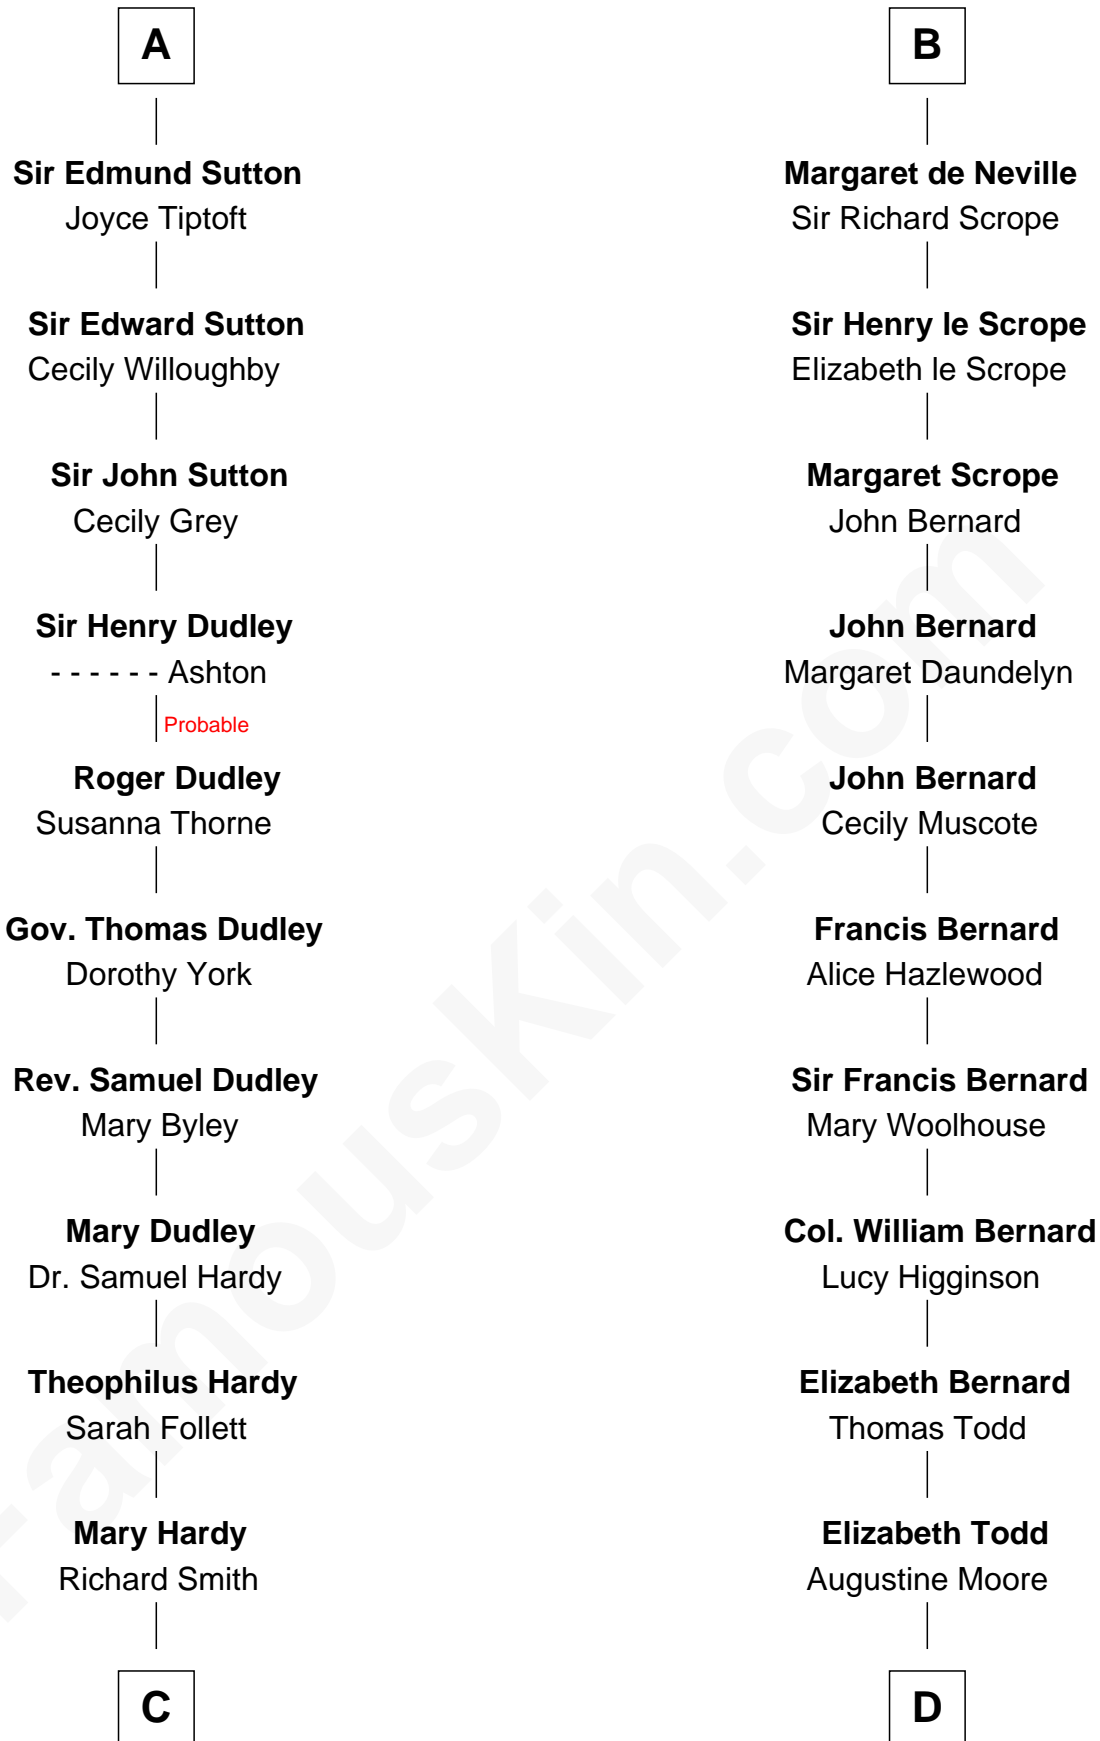 A
Sir Edmund Sutton
Joyce Tiptoft
Sir Edward Sutton
Cecily Willoughby
Sir John Sutton
Cecily Grey
Sir Henry Dudley
- - - - - - Ashton
Probable
Roger Dudley
Susanna Thorne
Gov. Thomas Dudley
Dorothy York
Rev. Samuel Dudley
Mary Byley
Mary Dudley
Dr. Samuel Hardy
Theophilus Hardy
Sarah Follett
Mary Hardy
Richard Smith
C
B
Margaret de Neville
Sir Richard Scrope
Sir Henry le Scrope
Elizabeth le Scrope
Margaret Scrope
John Bernard
John Bernard
Margaret Daundelyn
John Bernard
Cecily Muscote
Francis Bernard
Alice Hazlewood
Sir Francis Bernard
Mary Woolhouse
Col. William Bernard
Lucy Higginson
Elizabeth Bernard
Thomas Todd
Elizabeth Todd
Augustine Moore
D
FamousKin.com